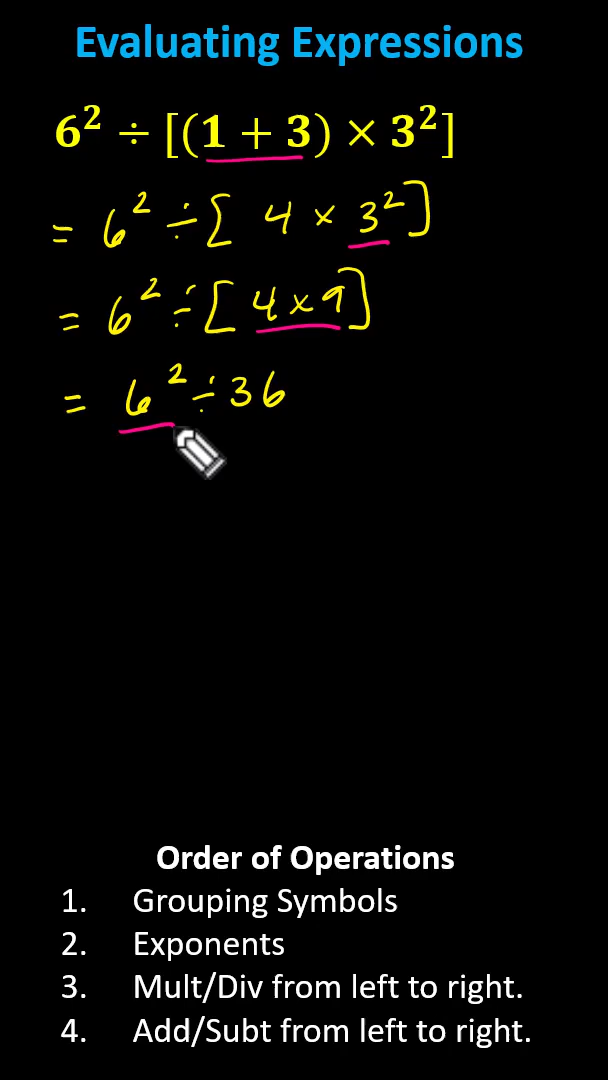 Evaluating Expressions
6² ÷ [(1 + 3) × 3²]
= 6² ÷ [ 4 × 3²]
= 6² ÷ [ 4 × 9]
= 6² ÷ 36
Order of Operations
1. Grouping Symbols
2. Exponents
3. Mult/Div from left to right.
4. Add/Subt from left to right.